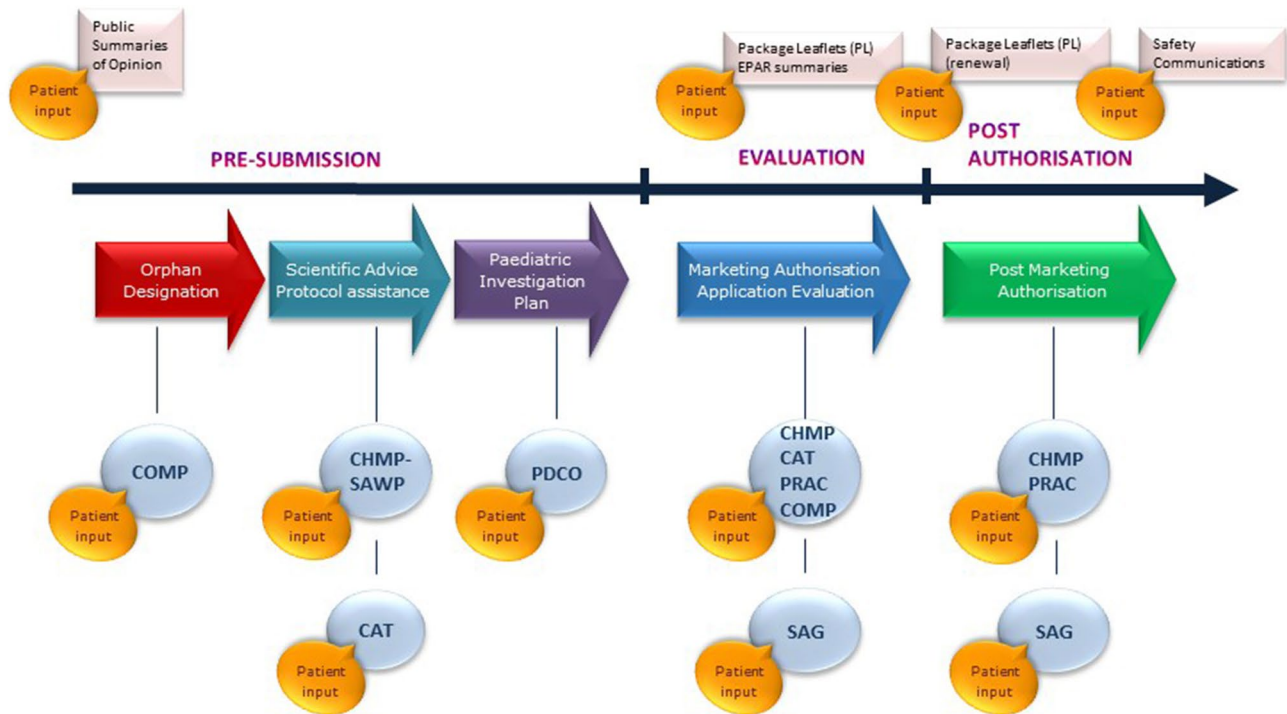 Public
Summaries
of Opinion
Patient
input
Package Leaflets (PL)
EPAR summaries
Patient
input
Package Leaflets (PL)
(renewal)
Patient
input
Safety
Communications
Patient
input
PRE-SUBMISSION
EVALUATION
POST
AUTHORISATION
Orphan
Designation
Scientific Advice
Protocol assistance
Paediatric
Investigation
Plan
Marketing Authorisation
Application Evaluation
Post Marketing
Authorisation
COMP
Patient
input
CHMP-
SAWP
Patient
input
PDCO
Patient
input
CHMP
CAT
PRAC
COMP
Patient
input
CHMP
PRAC
Patient
input
CAT
Patient
input
SAG
Patient
input
SAG
Patient
input